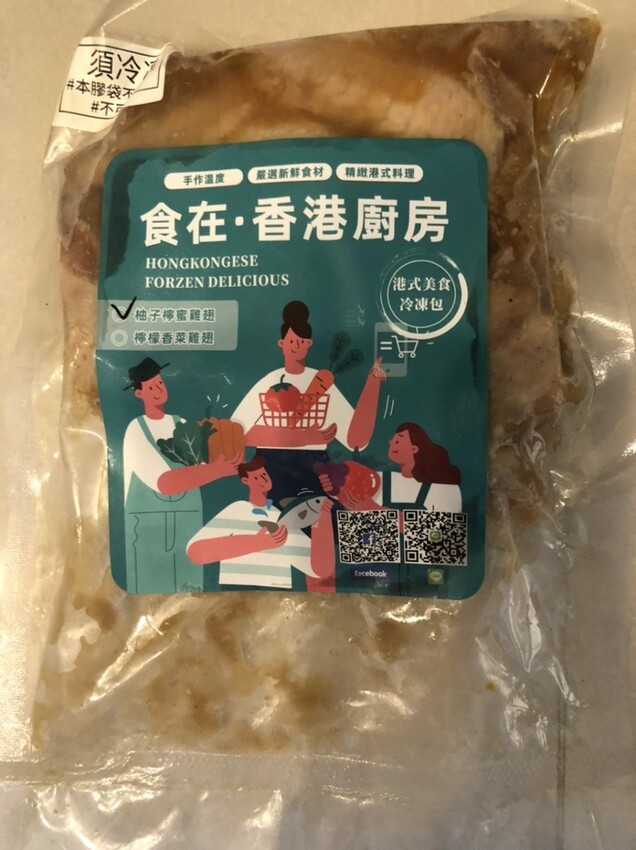 須冷
#本膠袋不
#不
手作溫度 嚴選新鮮食材 精緻港式料理
食在·香港廚房
HONGKONGESE
FORZEN DELICIOUS
港式美食
冷凍包
柚子檸蜜雞翅
檸檬香菜雞翅
facebook